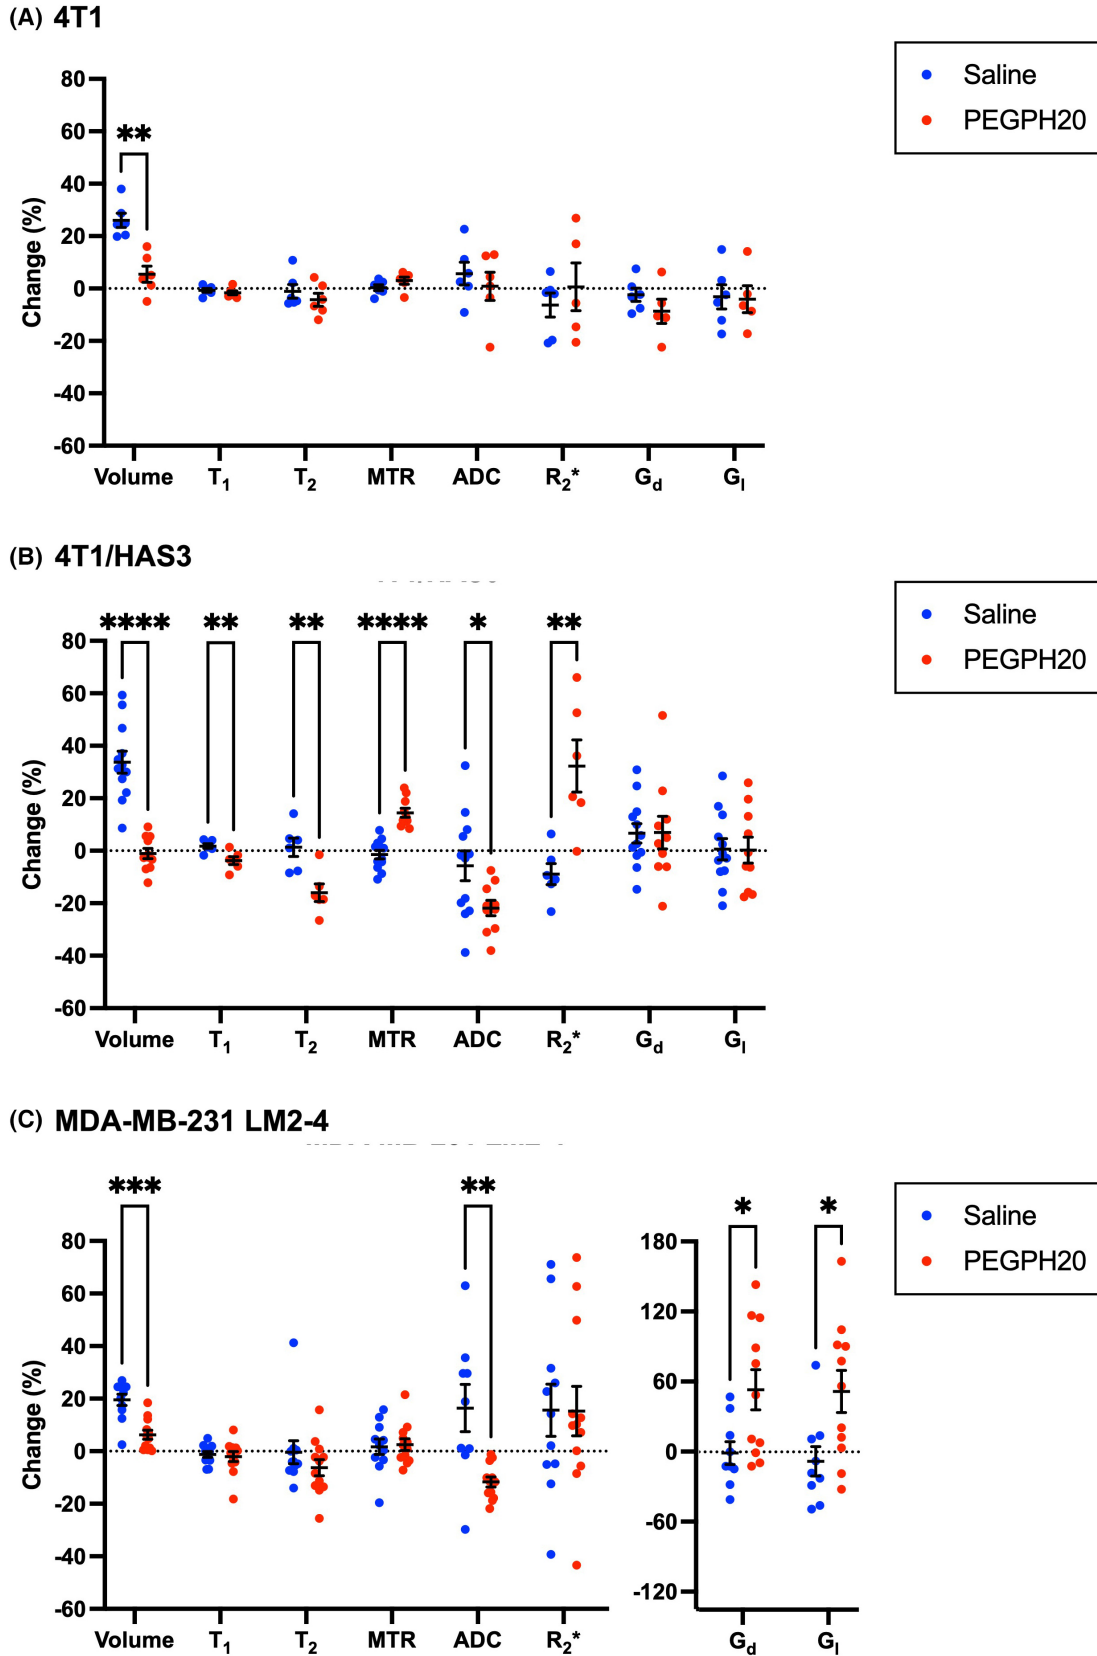 (A) 4T1
Saline
PEGPH20
**
Change (%)
80
60
40
20
0
-20
-40
-60
Volume T1 T2 MTR ADC R2* Gd Gl
(B) 4T1/HAS3
Saline
PEGPH20
**** ** ** **** * **
Change (%)
80
60
40
20
0
-20
-40
-60
Volume T1 T2 MTR ADC R2* Gd Gl
(C) MDA-MB-231 LM2-4
Saline
PEGPH20
*** ** * *
Change (%)
80
60
40
20
0
-20
-40
-60
180
120
60
0
-60
-120
Volume T1 T2 MTR ADC R2* Gd Gl